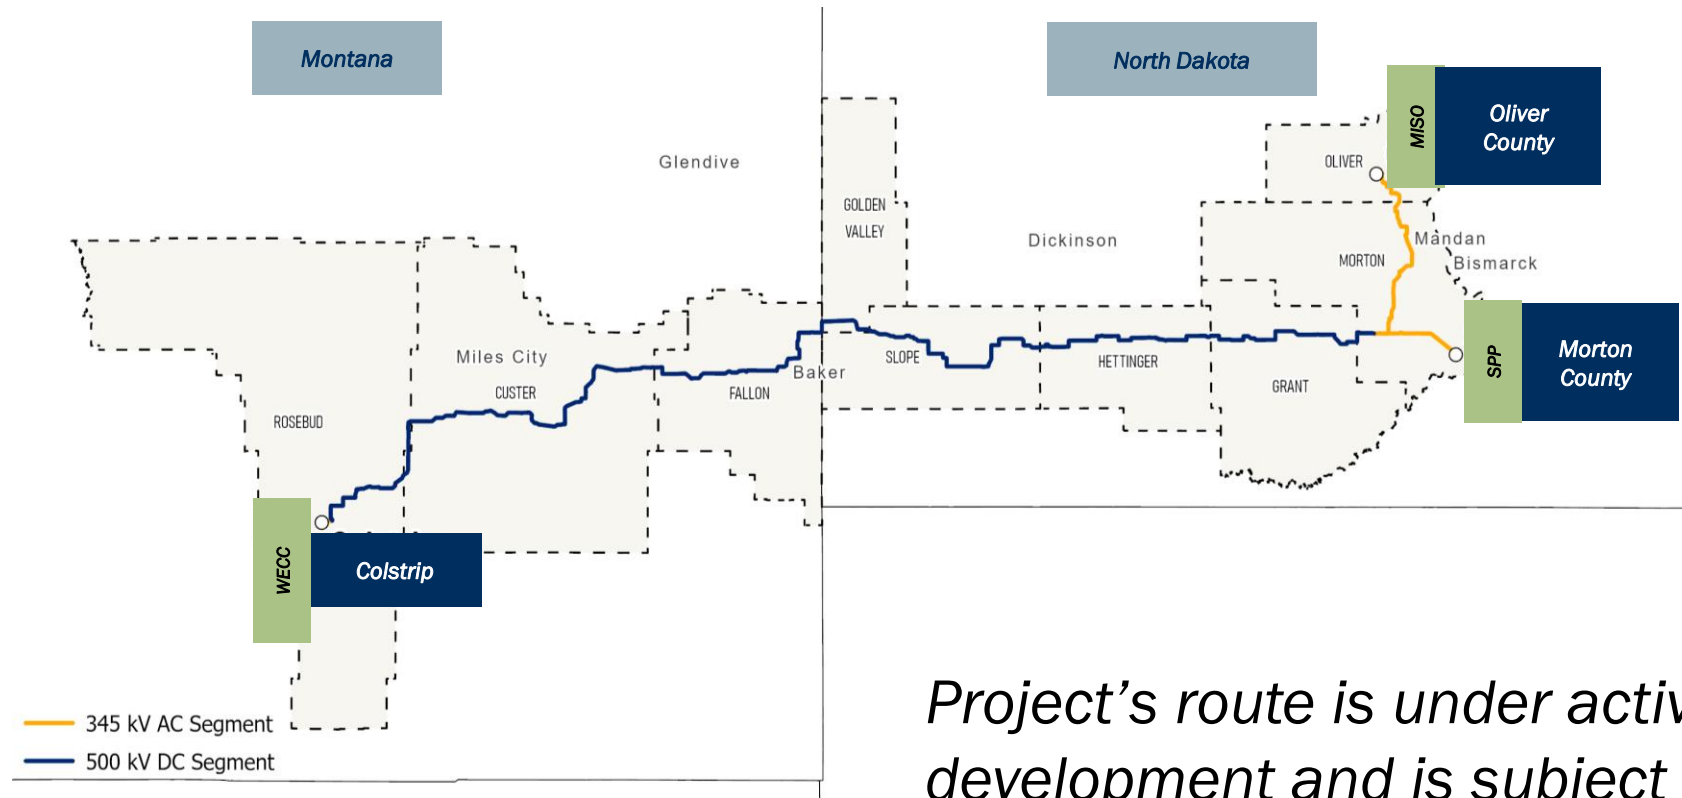 Montana
North Dakota
MISO
Oliver
County
Glendive
OLIVER
GOLDEN
VALLEY
Dickinson
Mandan
MORTON
Bismarck
SPP
Morton
County
Miles City
CUSTER
Baker
FALLON
SLOPE
HETTINGER
GRANT
ROSEBUD
WECC
Colstrip
345 kV AC Segment
500 kV DC Segment
Project’s route is under activ
development and is subject